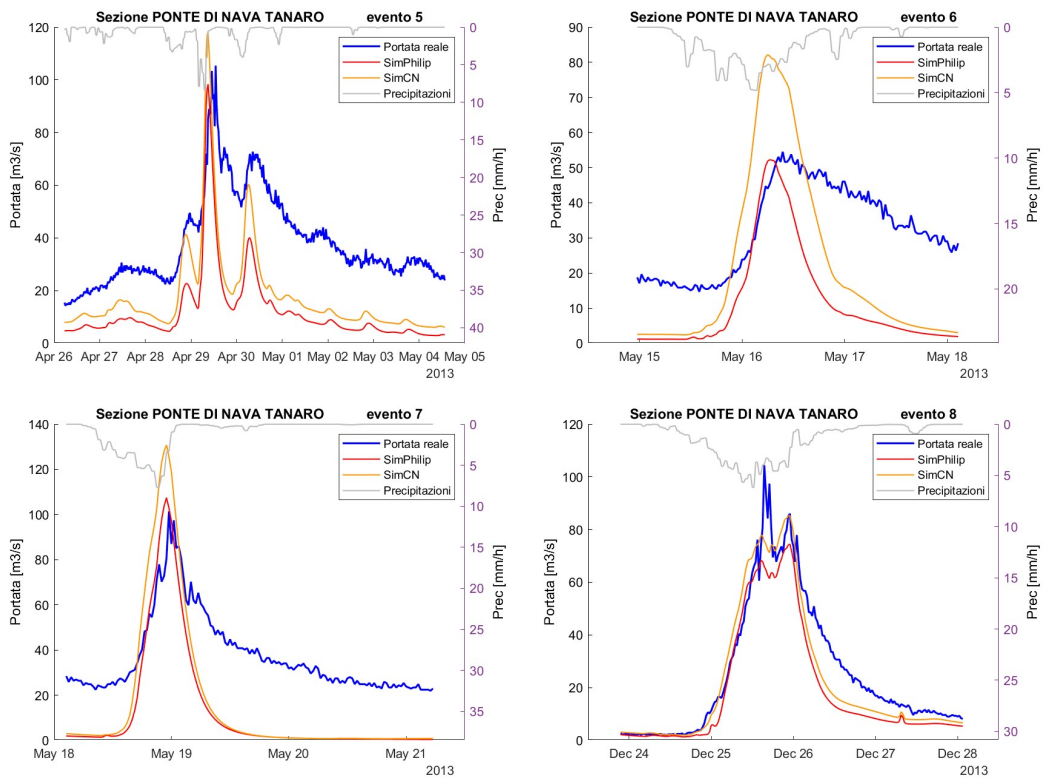 Sezione PONTE DI NAVA TANARO evento 5
120
100
80
60
40
20
0
Portata [m3/s]
0
5
10
15
20
25
30
35
40
Prec [mm/h]
Portata reale
SimPhilip
SimCN
Precipitazioni
Apr 26 Apr 27 Apr 28 Apr 29 Apr 30 May 01 May 02 May 03 May 04 May 05
2013
Sezione PONTE DI NAVA TANARO evento 6
90
80
70
60
50
40
30
20
10
0
Portata [m3/s]
0
5
10
15
20
Prec [mm/h]
Portata reale
SimPhilip
SimCN
Precipitazioni
May 15 May 16 May 17 May 18
2013
Sezione PONTE DI NAVA TANARO evento 7
140
120
100
80
60
40
20
0
Portata [m3/s]
0
5
10
15
20
25
30
35
Prec [mm/h]
Portata reale
SimPhilip
SimCN
Precipitazioni
May 18 May 19 May 20 May 21
2013
Sezione PONTE DI NAVA TANARO evento 8
120
100
80
60
40
20
0
Portata [m3/s]
0
5
10
15
20
25
30
Prec [mm/h]
Portata reale
SimPhilip
SimCN
Precipitazioni
Dec 24 Dec 25 Dec 26 Dec 27 Dec 28
2013